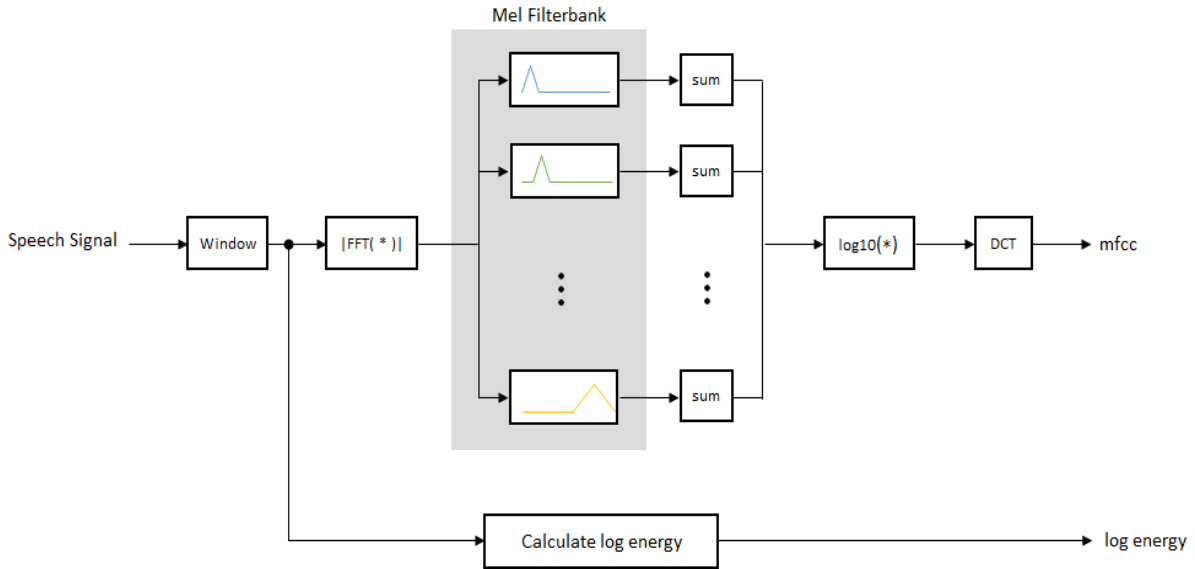 Mel Filterbank
sum
sum
Speech Signal
Window
|FFT( * )|
log10(*)
DCT
mfcc
sum
Calculate log energy
log energy